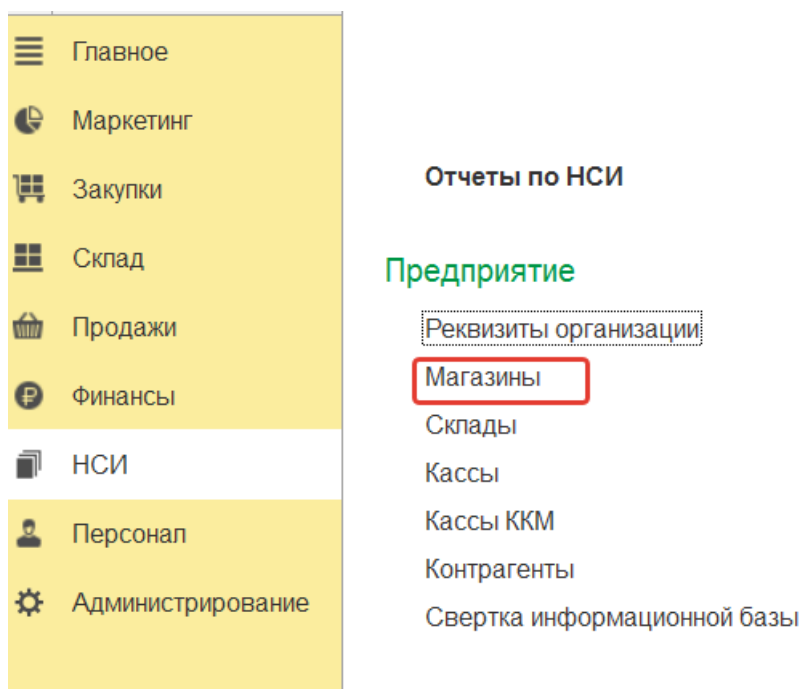 Главное
Маркетинг
Закупки
Склад
Продажи
Финансы
НСИ
Персонал
Администрирование
Отчеты по НСИ
Предприятие
Реквизиты организации
Магазины
Склады
Кассы
Кассы ККМ
Контрагенты
Свертка информационной базы